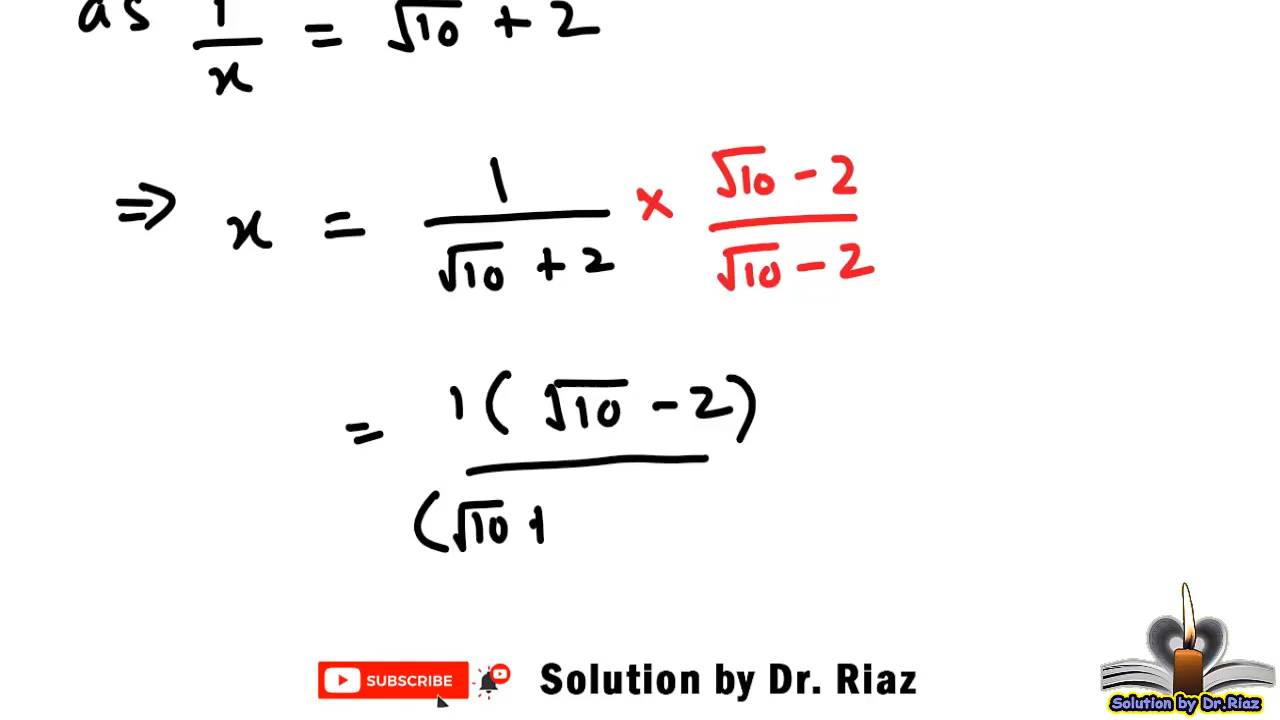 as 1/x = √10 + 2
⇒ x = 1/(√10 + 2) × (√10 - 2)/(√10 - 2)
= 1(√10 - 2)
(√10 +
SUBSCRIBE Solution by Dr. Riaz
Solution by Dr.Riaz